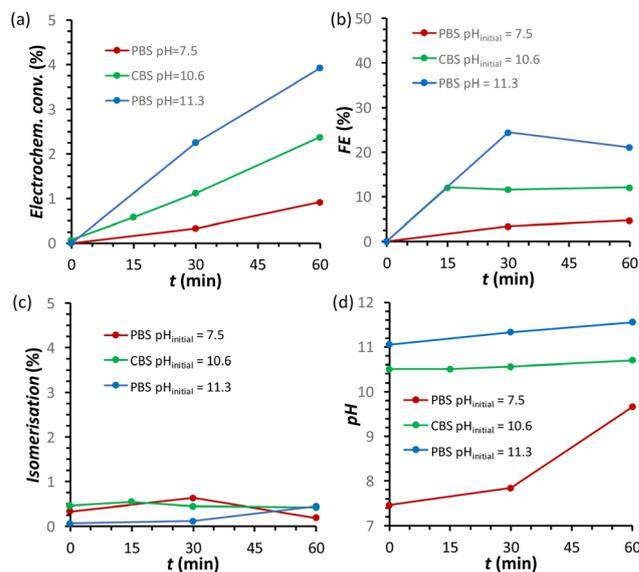 (a)
Electrochem. conv. (%)
5
4
3
2
1
0
PBS pH=7.5
CBS pH=10.6
PBS pH=11.3
0 15 30 45 60
t (min)
(b)
FE (%)
50
40
30
20
10
0
PBS pHinitial = 7.5
CBS pHinitial = 10.6
PBS pH = 11.3
0 15 30 45 60
t (min)
(c)
Isomerisation (%)
5
4
3
2
1
0
PBS pHinitial = 7.5
CBS pHinitial = 10.6
PBS pHinitial = 11.3
0 15 30 45 60
t (min)
(d)
pH
12
11
10
9
8
7
PBS pHinitial = 7.5
CBS pHinitial = 10.6
PBS pHinitial = 11.3
0 15 30 45 60
t (min)